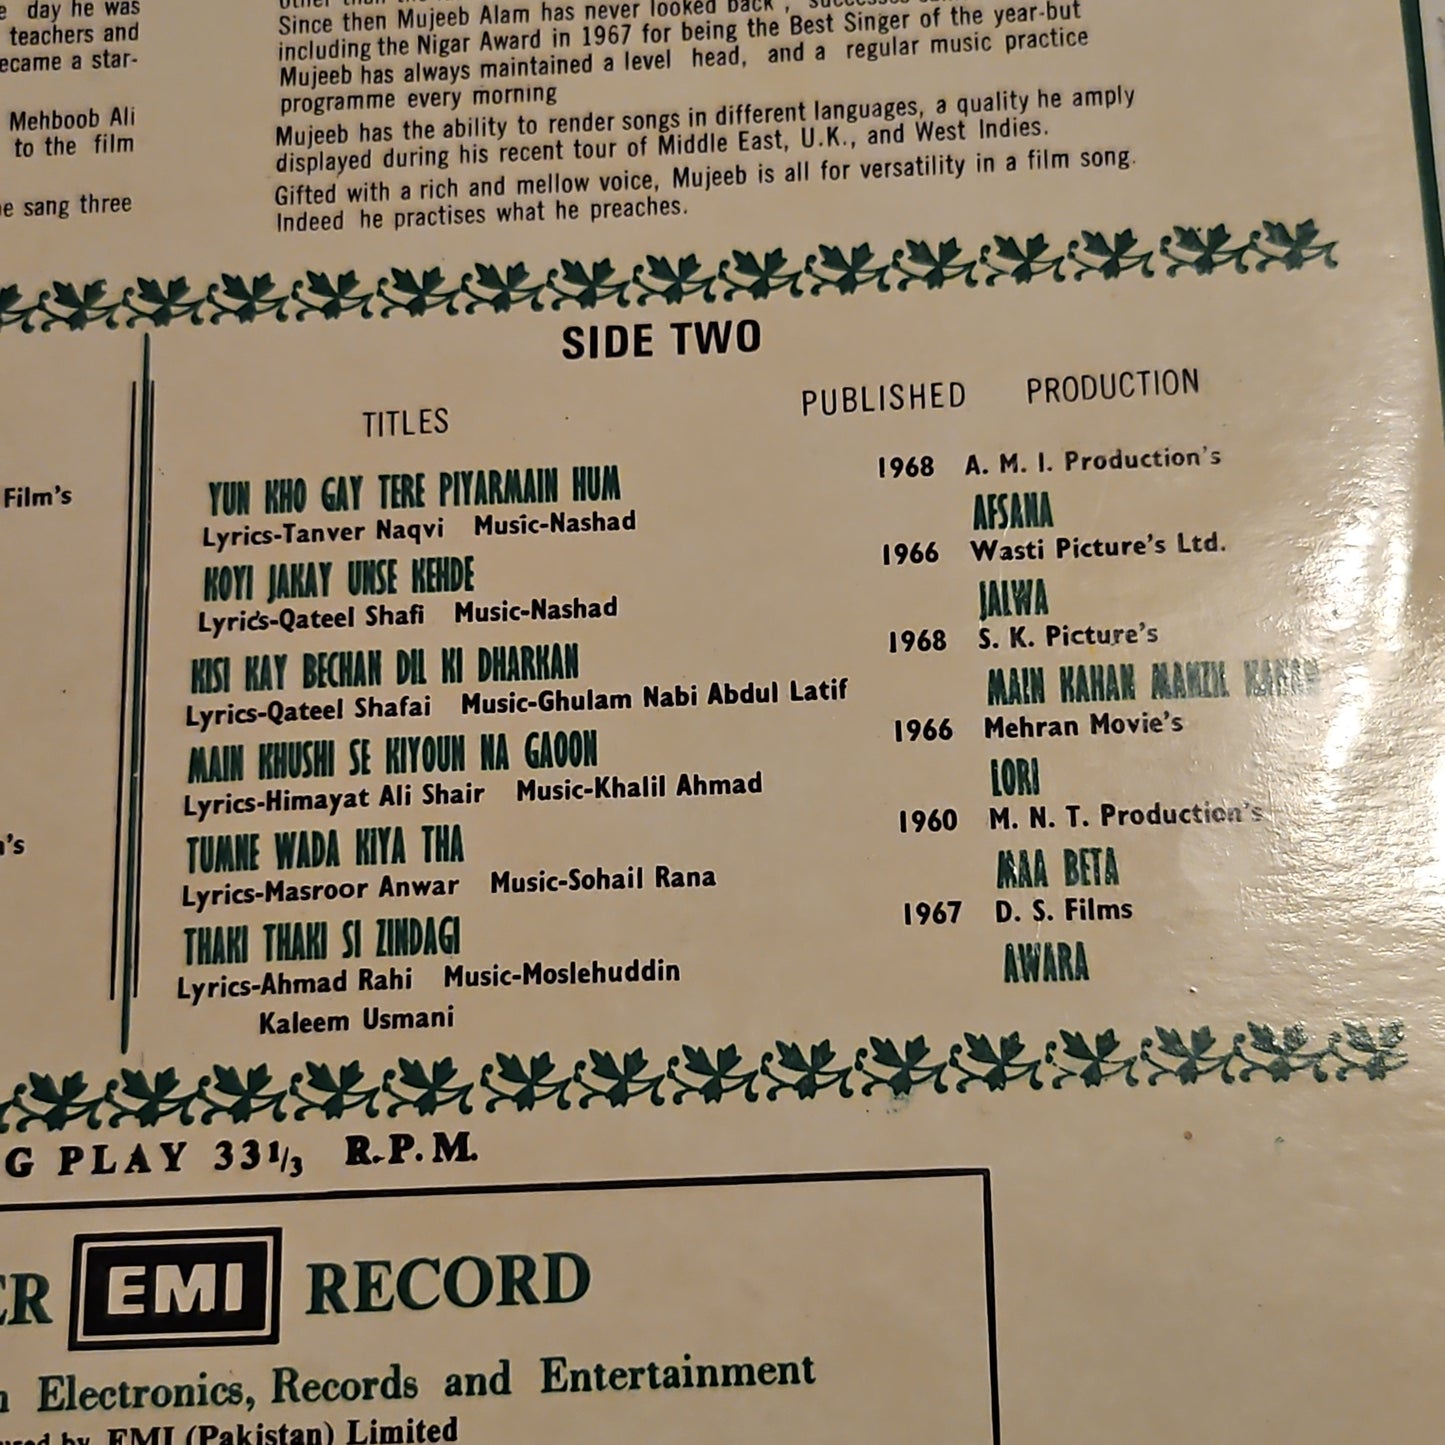 e day he was
teachers and
ecame a star-
Mehboob Ali
to the film
e sang three
Since then Mujeeb Alam has never looked back,
including the Nigar Award in 1967 for being the Best Singer of the year-but
Mujeeb has always maintained a level head, and a regular music practice
programme every morning
Mujeeb has the ability to render songs in different languages, a quality he amply
displayed during his recent tour of Middle East, U.K., and West Indies.
Gifted with a rich and mellow voice, Mujeeb is all for versatility in a film song.
Indeed he practises what he preaches.
SIDE TWO
TITLES PUBLISHED PRODUCTION
Film's
YUN KHO GAY TERE PIYARMAIN HUM 1968 A. M. I. Production's
Lyrics-Tanver Naqvi Music-Nashad AFSANA
KOYI JAKAY UNSE KEHDE 1966 Wasti Picture's Ltd.
Lyrics-Qateel Shafi Music-Nashad JALWA
KISI KAY BECHAN DIL KI DHARKAN 1968 S. K. Picture's
Lyrics-Qateel Shafai Music-Ghulam Nabi Abdul Latif MAIN KAHAN MANZIL KAHAN
MAIN KHUSHI SE KIYOUN NA GAOON 1966 Mehran Movie's
Lyrics-Himayat Ali Shair Music-Khalil Ahmad LORI
's
TUMNE WADA KIYA THA 1960 M. N. T. Production's
Lyrics-Masroor Anwar Music-Sohail Rana MAA BETA
THAKI THAKI SI ZINDAGI 1967 D. S. Films
Lyrics-Ahmad Rahi Music-Moslehuddin AWARA
Kaleem Usmani
G PLAY 33 1/3 R.P.M.
ER EMI RECORD
n Electronics, Records and Entertainment
by EMI (Pakistan) Limited